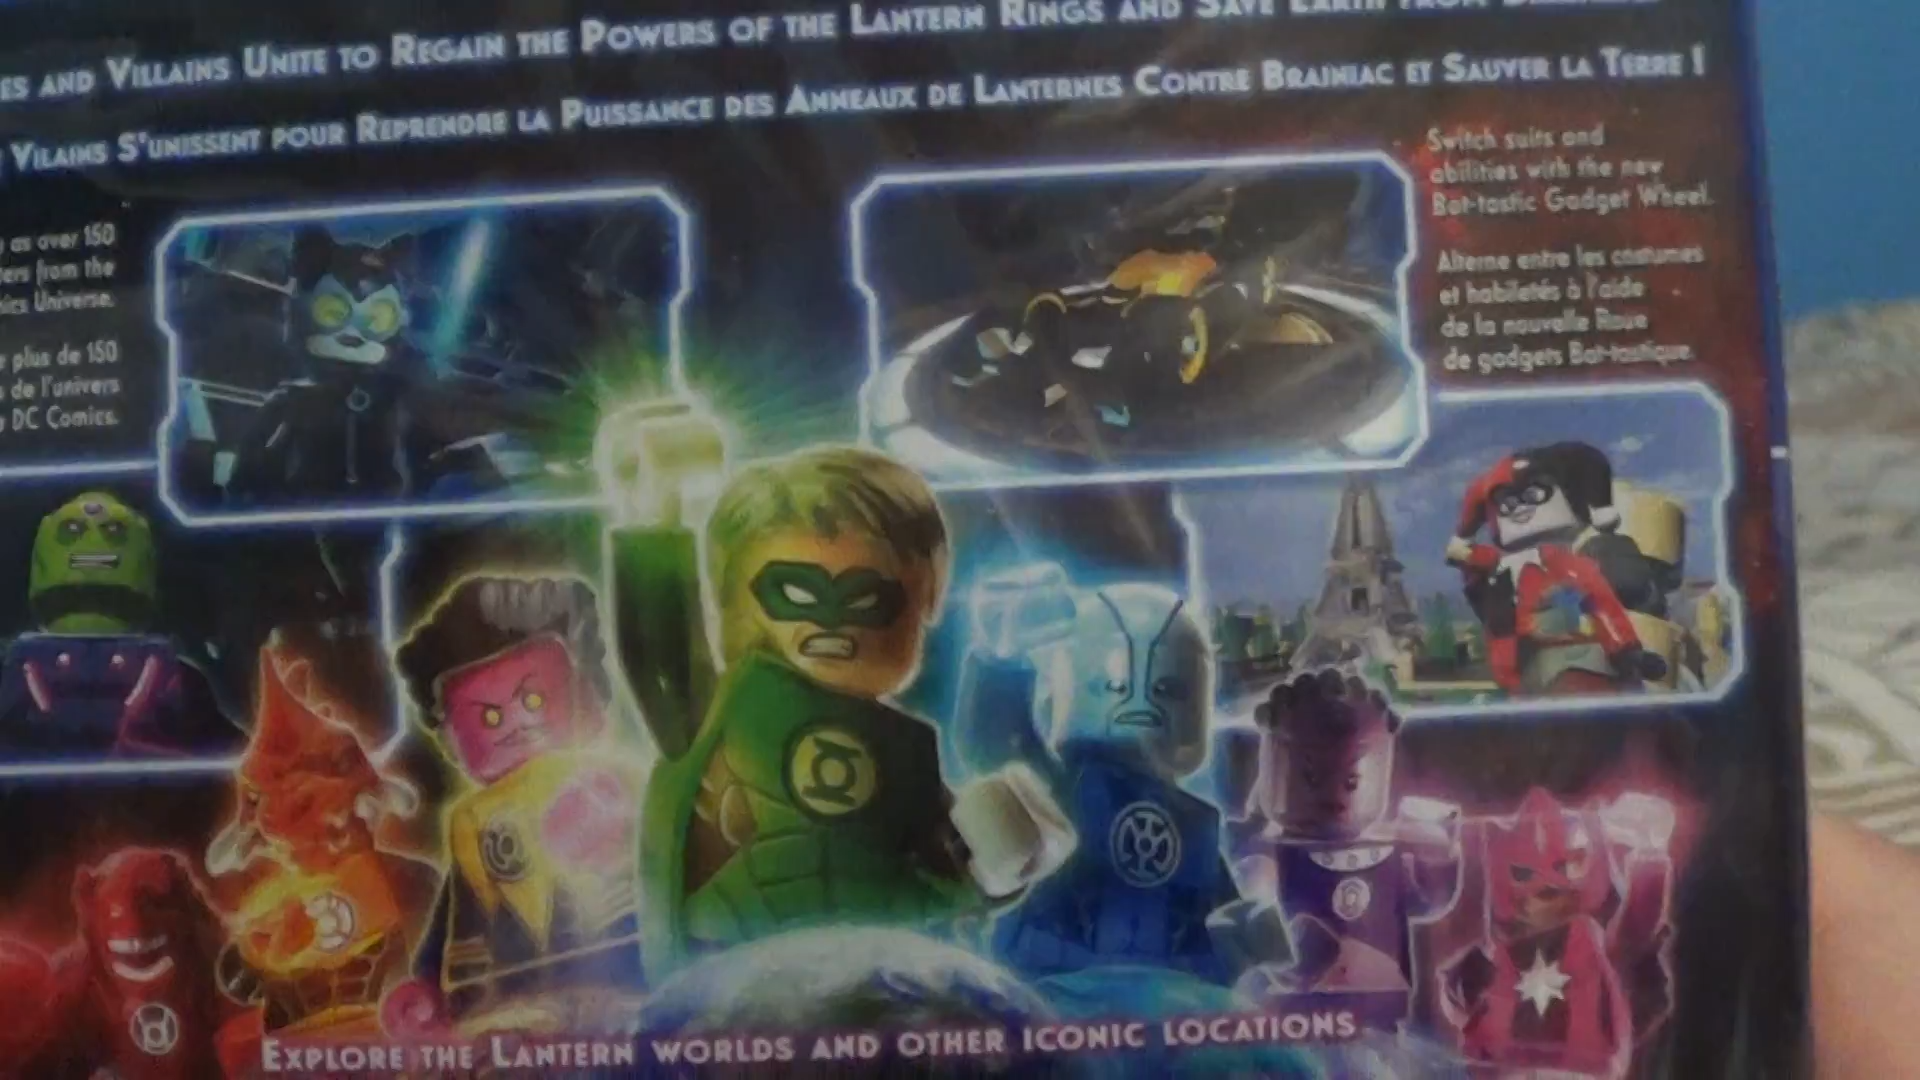 ES AND VILLAINS UNITE TO REGAIN THE POWERS OF THE LANTERN RINGS AND SAVE EARTH FROM
VILAINS S'UNISSENT POUR REPRENDRE LA PUISSANCE DES ANNEAUX DE LANTERNES CONTRE BRAINIAC ET SAUVER LA TERRE !
as over 150
ters from the
ics Universe.
plus de 150
de l'univers
DC Comics.
Switch suits and
abilities with the new
Bat-tastic Gadget Wheel.
Alterne entre les costumes
et habiletés à l'aide
de la nouvelle Roue
de gadgets Bat-tastique.
EXPLORE THE LANTERN WORLDS AND OTHER ICONIC LOCATIONS.